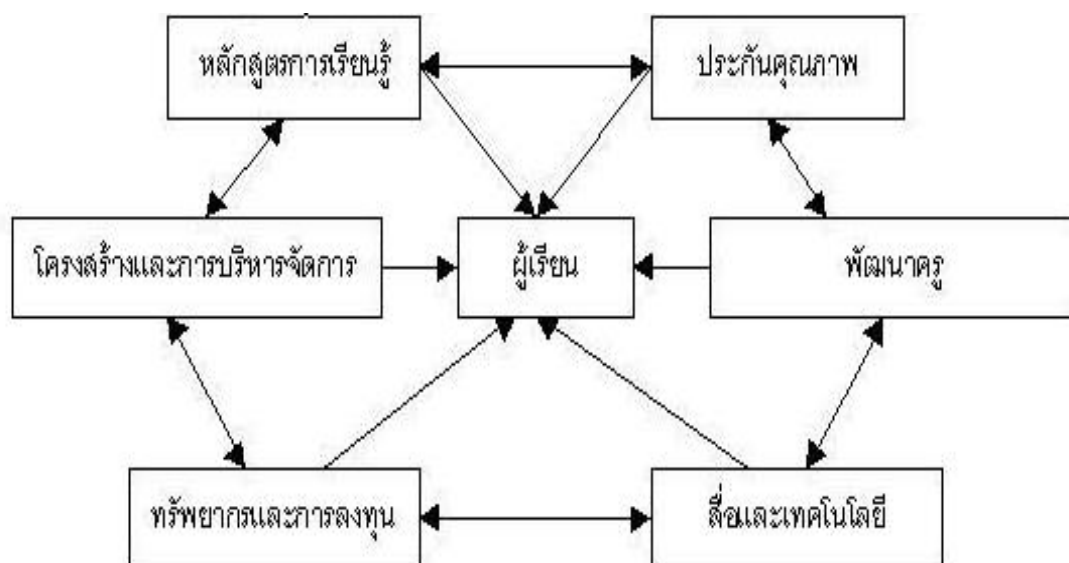 หลักสูตรการเรียนรู้
ประกันคุณภาพ
โครงสร้างและการบริหารจัดการ
ผู้เรียน
พัฒนาครู
ทรัพยากรและการลงทุน
สื่อและเทคโนโลยี